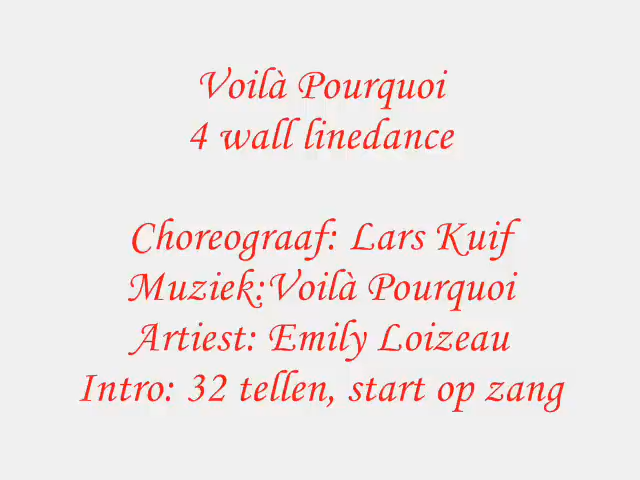 Voilà Pourquoi
4 wall linedance
Choreograaf: Lars Kuif
Muziek:Voilà Pourquoi
Artiest: Emily Loizeau
Intro: 32 tellen, start op zang